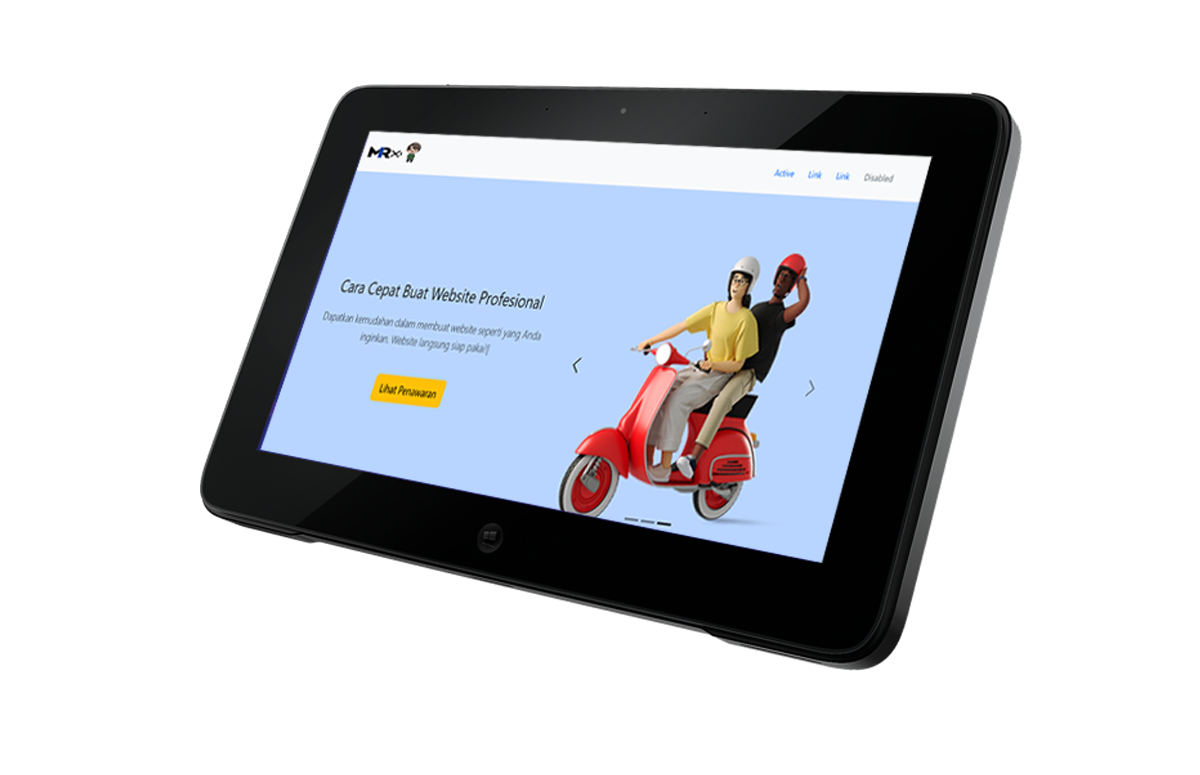 MRX
Active Link Link Disabled
Cara Cepat Buat Website Profesional
Dapatkan kemudahan dalam membuat website seperti yang Anda
inginkan. Website langsung siap pakai!|
Lihat Penawaran